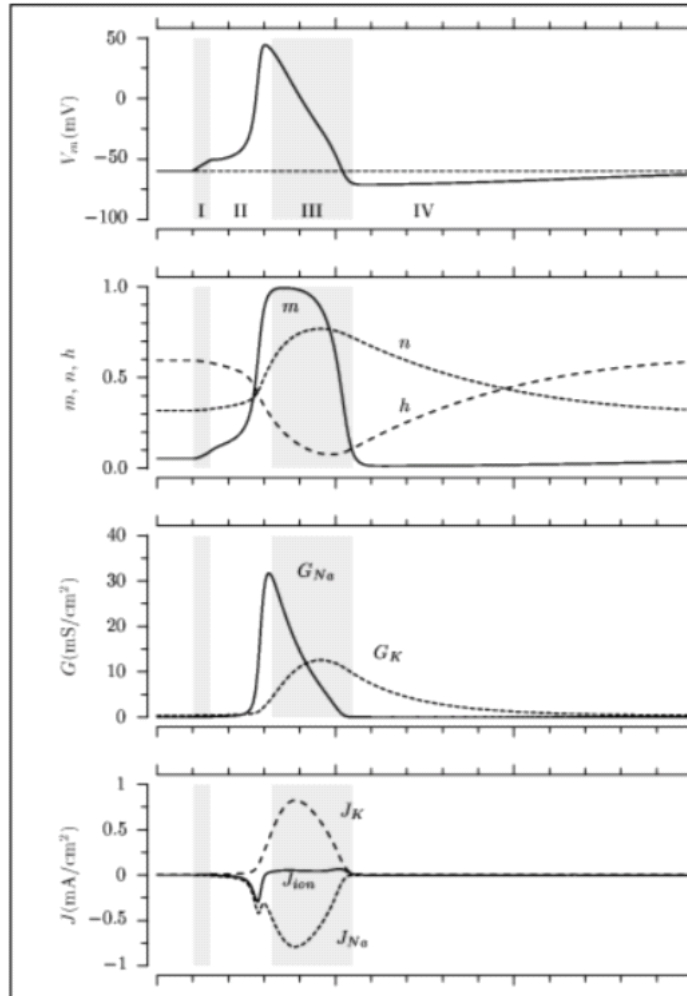 50
0
−50
−100
V_m(mV)
I II III IV
1.0
0.5
0.0
m, n, h
m
n
h
40
30
20
10
0
G(mS/cm²)
G_Na
G_K
1
0.5
0
−0.5
−1
J(mA/cm²)
J_K
J_ion
J_Na